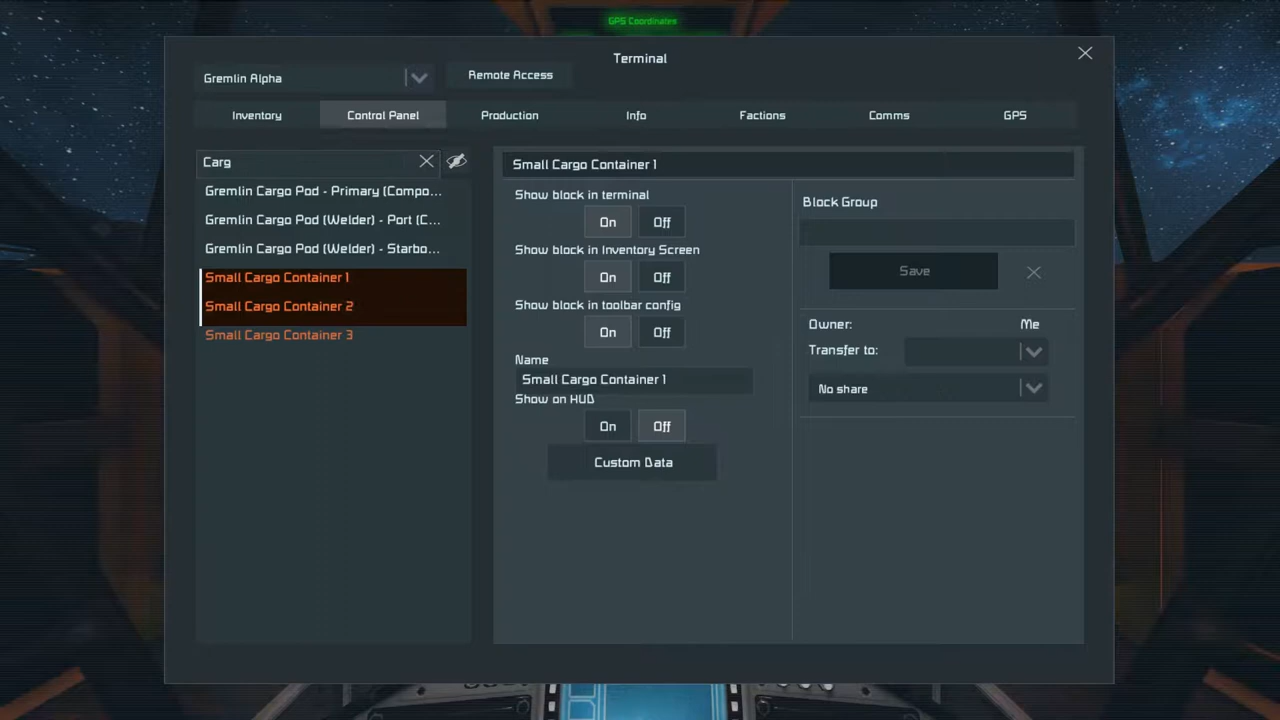 GPS Coordinates
Terminal
Gremlin Alpha
Remote Access
Inventory
Control Panel
Production
Info
Factions
Comms
GPS
Carg
Gremlin Cargo Pod - Primary (Compo...
Gremlin Cargo Pod (Welder) - Port (C...
Gremlin Cargo Pod (Welder) - Starbo...
Small Cargo Container 1
Small Cargo Container 2
Small Cargo Container 3
Small Cargo Container 1
Show block in terminal
On Off
Show block in Inventory Screen
On Off
Show block in toolbar config
On Off
Name
Small Cargo Container 1
Show on HUD
On Off
Custom Data
Block Group
Save
Owner: Me
Transfer to:
No share